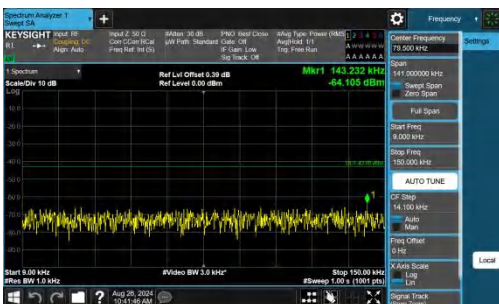 Spectrum Analyzer 1
Swept SA
Frequency
KEYSIGHT
Input: RF
Coupling: DC
Align: Auto
Input Z: 50 Ω
Corr CCorr RCal
Freq Ref: Int (S)
#Atten: 30 dB
µW Path: Standard
PNO: Best Close
Gate: Off
IF Gain: Low
Sig Track: Off
#Avg Type: Power (RMS)
Avg|Hold: 1/1
Trig: Free Run
1 2 3 4 5 6
A W W W W W
A A A A A A
1 Spectrum
Scale/Div 10 dB
Log
Ref Lvl Offset 0.39 dB
Ref Level 0.00 dBm
Mkr1 143.232 kHz
-64.105 dBm
1
Start 9.00 kHz
#Res BW 1.0 kHz
#Video BW 3.0 kHz*
Stop 150.00 kHz
#Sweep 1.00 s (1001 pts)
Aug 28, 2024
10:41:46 AM
Center Frequency
79.500 kHz
Settings
Span
141.000000 kHz
Swept Span
Zero Span
Full Span
Start Freq
9.000 kHz
Stop Freq
150.000 kHz
AUTO TUNE
CF Step
14.100 kHz
Auto
Man
Freq Offset
0 Hz
X Axis Scale
Log
Lin
Signal Track
Local